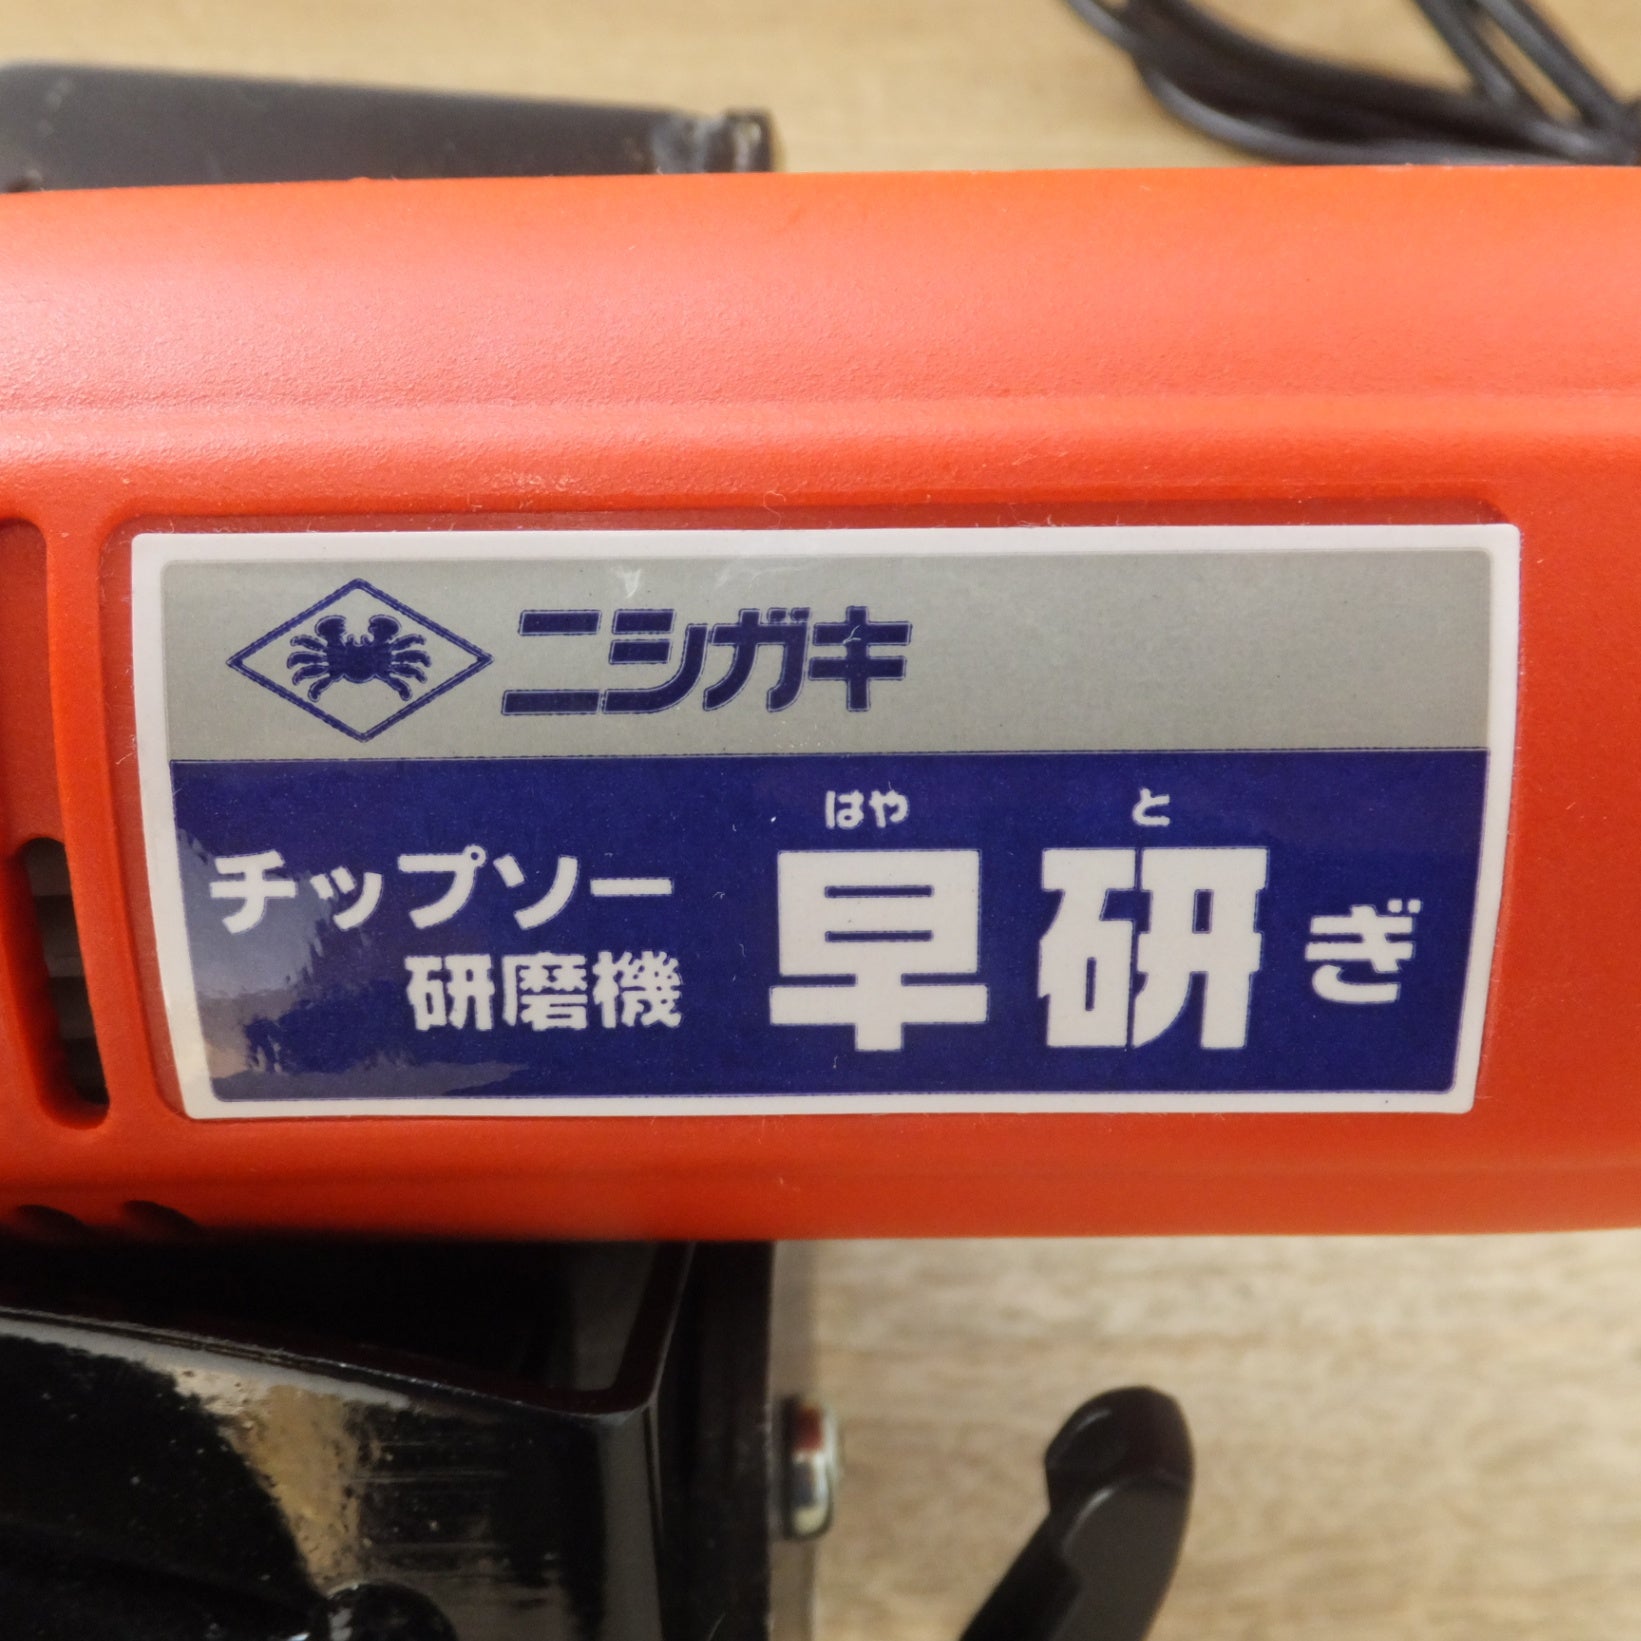 ニシガキ
チップソー
研磨機
はや と
早研ぎ